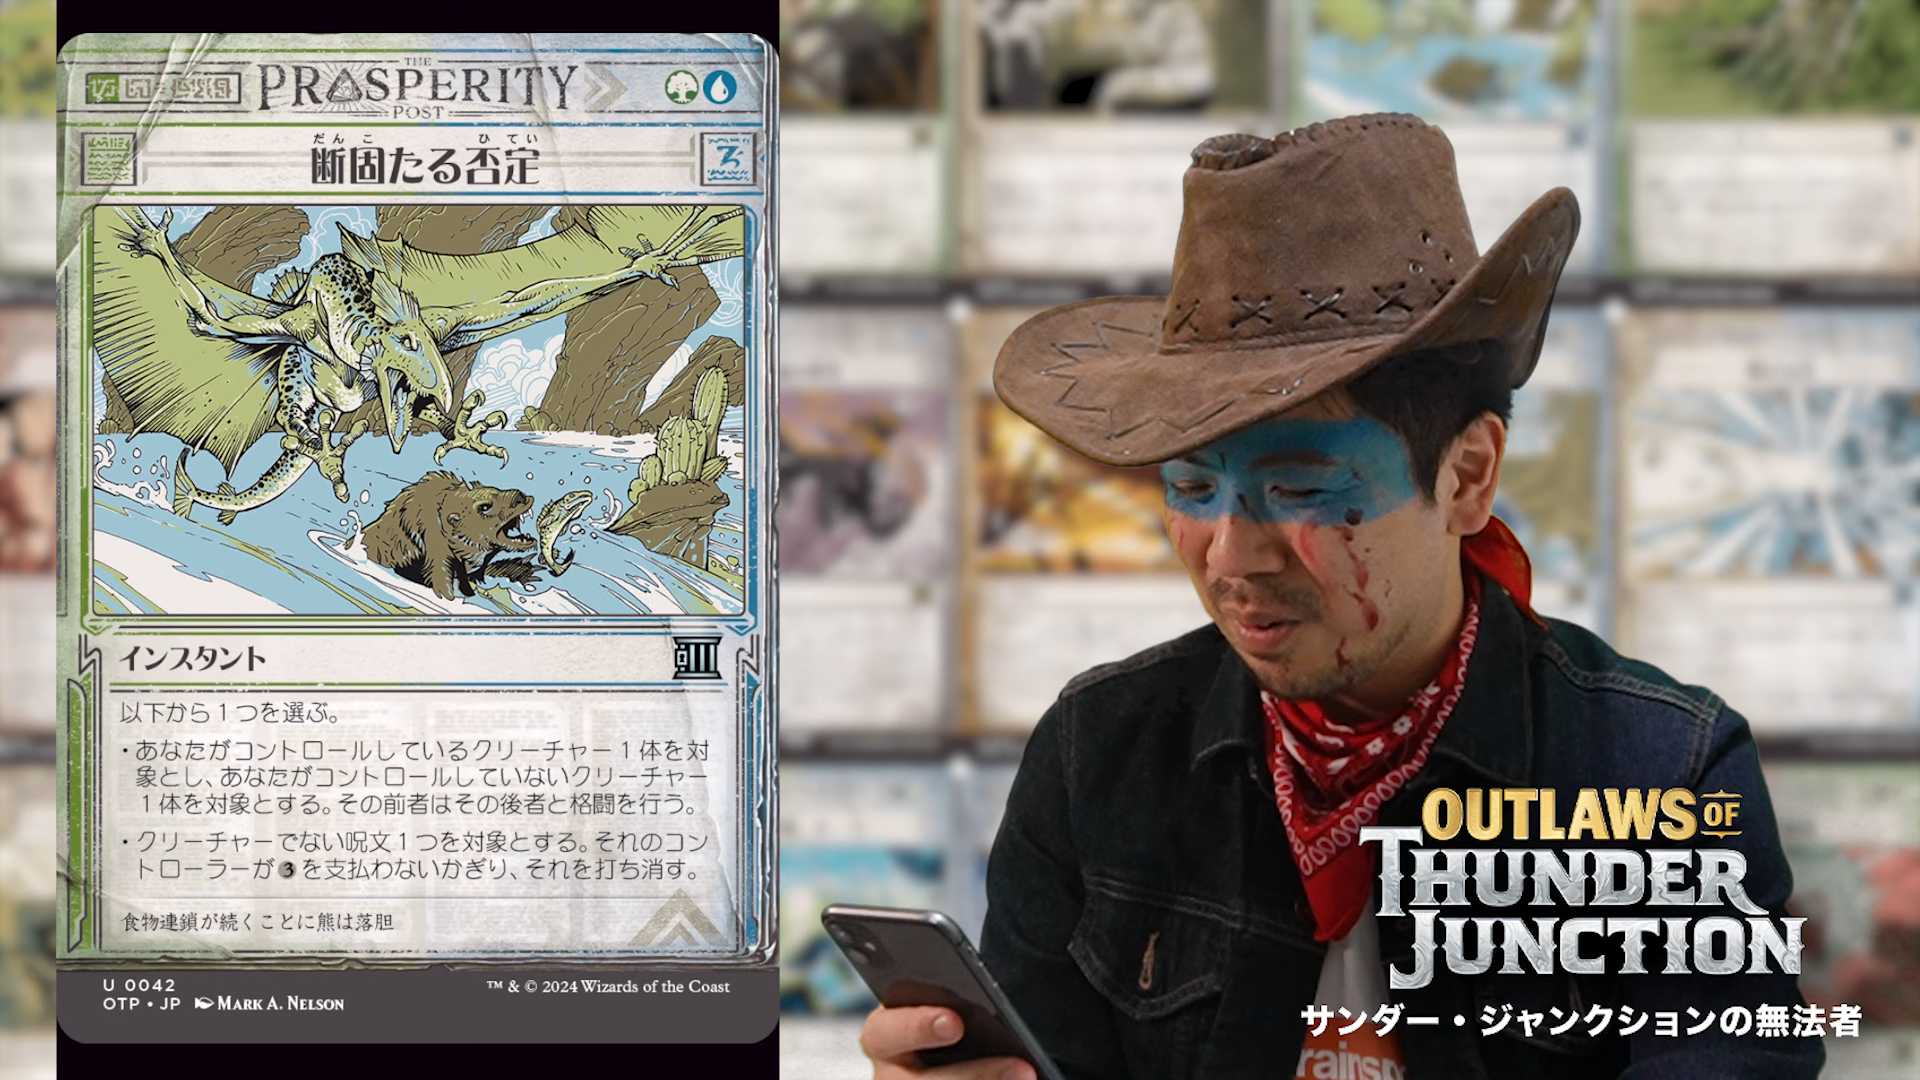 THE
PROSPERITY
POST
だんこ ひてい
断固たる否定
インスタント
以下から1つを選ぶ。
・あなたがコントロールしているクリーチャー1体を対
象とし、あなたがコントロールしていないクリーチャー
1体を対象とする。その前者はその後者と格闘を行う。
・クリーチャーでない呪文1つを対象とする。それのコン
トローラーが3を支払わないかぎり、それを打ち消す。
食物連鎖が続くことに熊は落胆
U 0042
OTP・JP MARK A. NELSON
™ & © 2024 Wizards of the Coast
OUTLAWS OF
THUNDER
JUNCTION
サンダー・ジャンクションの無法者